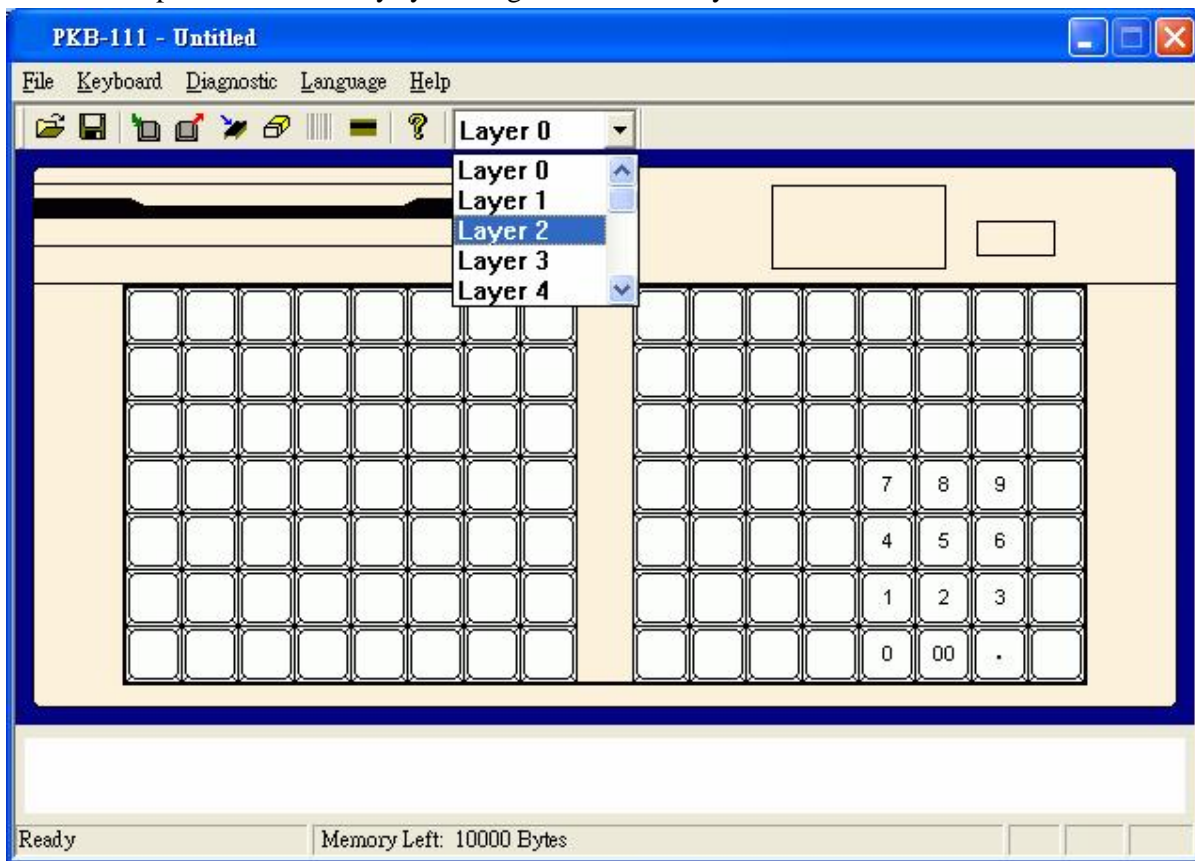 PKB-111 - Untitled
File Keyboard Diagnostic Language Help
Layer 0
Layer 0
Layer 1
Layer 2
Layer 3
Layer 4
7 8 9
4 5 6
1 2 3
0 00 .
Ready Memory Left: 10000 Bytes